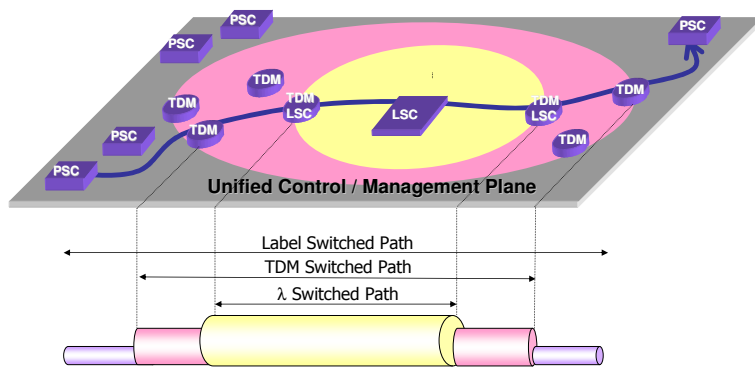 PSC
PSC
PSC
PSC
PSC
TDM
TDM
TDM
TDM
LSC
LSC
TDM
LSC
TDM
TDM
Unified Control / Management Plane
Label Switched Path
TDM Switched Path
λ Switched Path